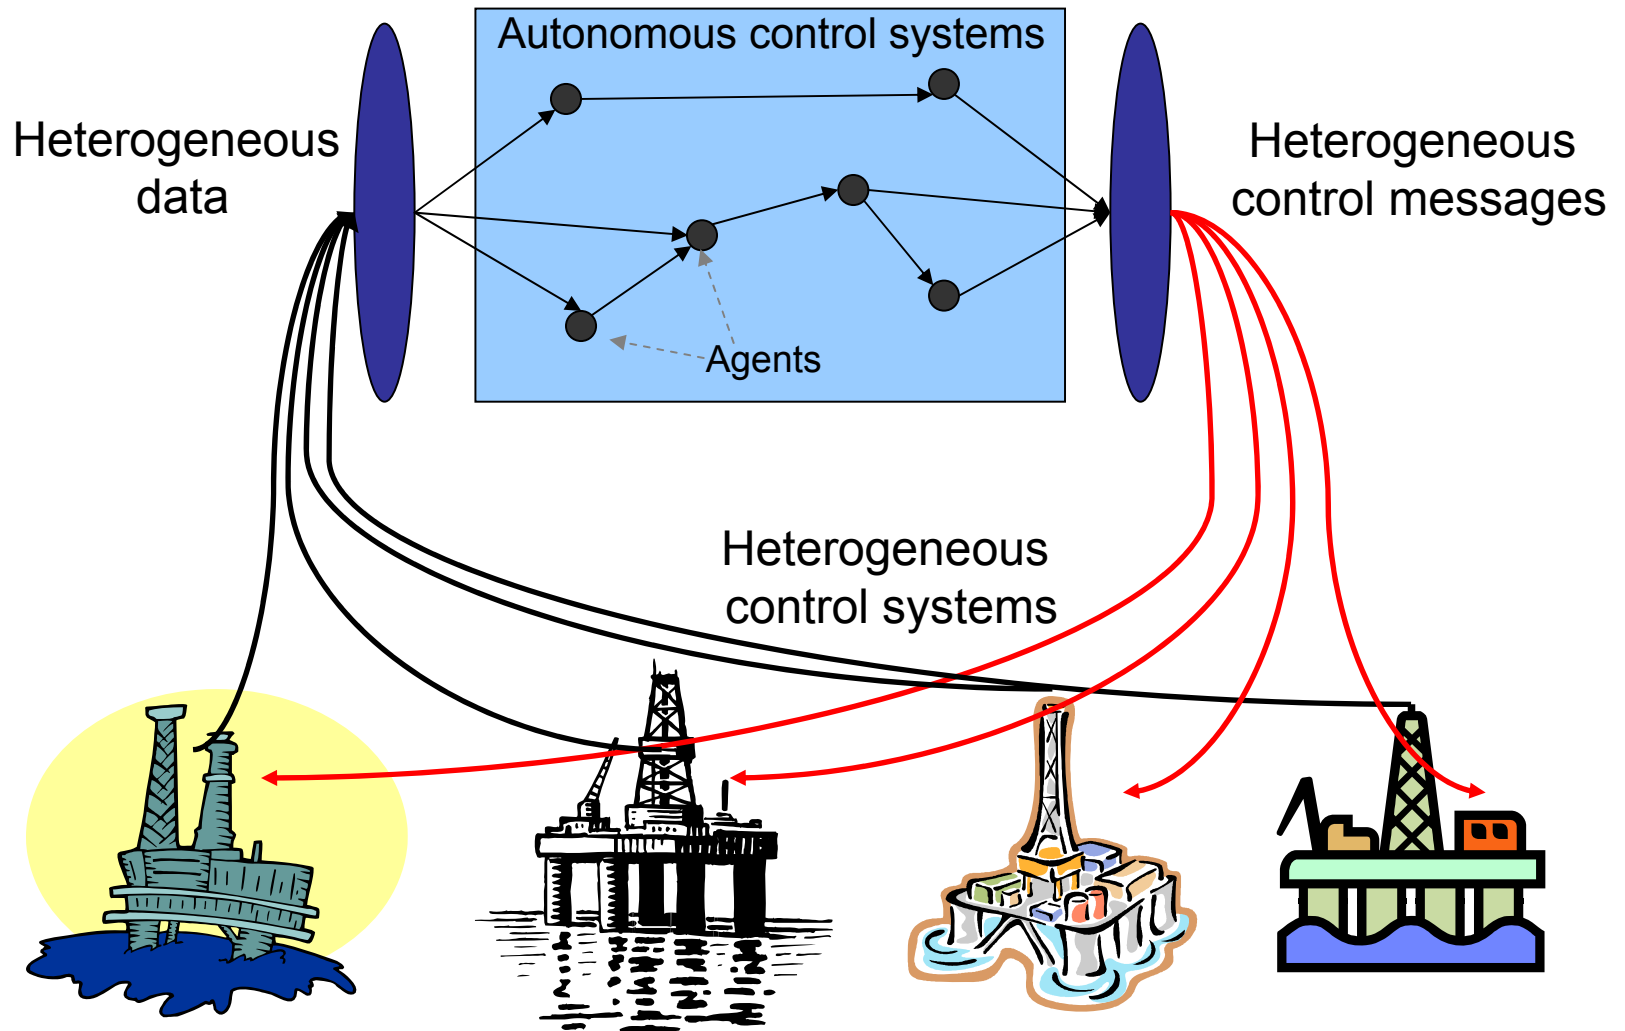 Autonomous control systems
Heterogeneous
data
Heterogeneous
control messages
Agents
Heterogeneous
control systems